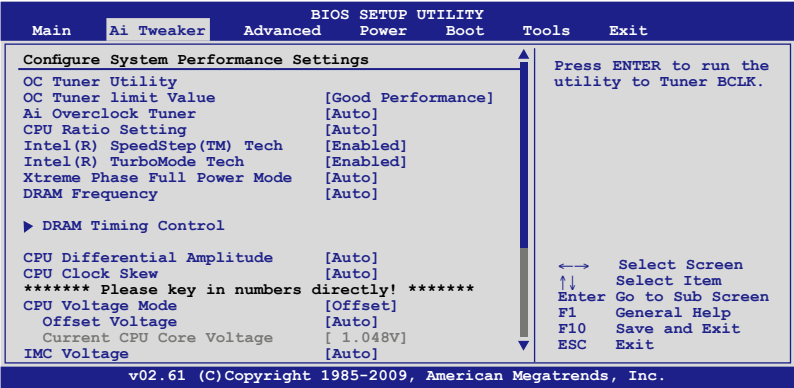 BIOS SETUP UTILITY
Main Ai Tweaker Advanced Power Boot Tools Exit
Configure System Performance Settings
OC Tuner Utility
OC Tuner limit Value [Good Performance]
Ai Overclock Tuner [Auto]
CPU Ratio Setting [Auto]
Intel(R) SpeedStep(TM) Tech [Enabled]
Intel(R) TurboMode Tech [Enabled]
Xtreme Phase Full Power Mode [Auto]
DRAM Frequency [Auto]
DRAM Timing Control
CPU Differential Amplitude [Auto]
CPU Clock Skew [Auto]
******* Please key in numbers directly! *******
CPU Voltage Mode [Offset]
Offset Voltage [Auto]
Current CPU Core Voltage [ 1.048V]
IMC Voltage [Auto]
Press ENTER to run the
utility to Tuner BCLK.
←→ Select Screen
↑↓ Select Item
Enter Go to Sub Screen
F1 General Help
F10 Save and Exit
ESC Exit
v02.61 (C)Copyright 1985-2009, American Megatrends, Inc.